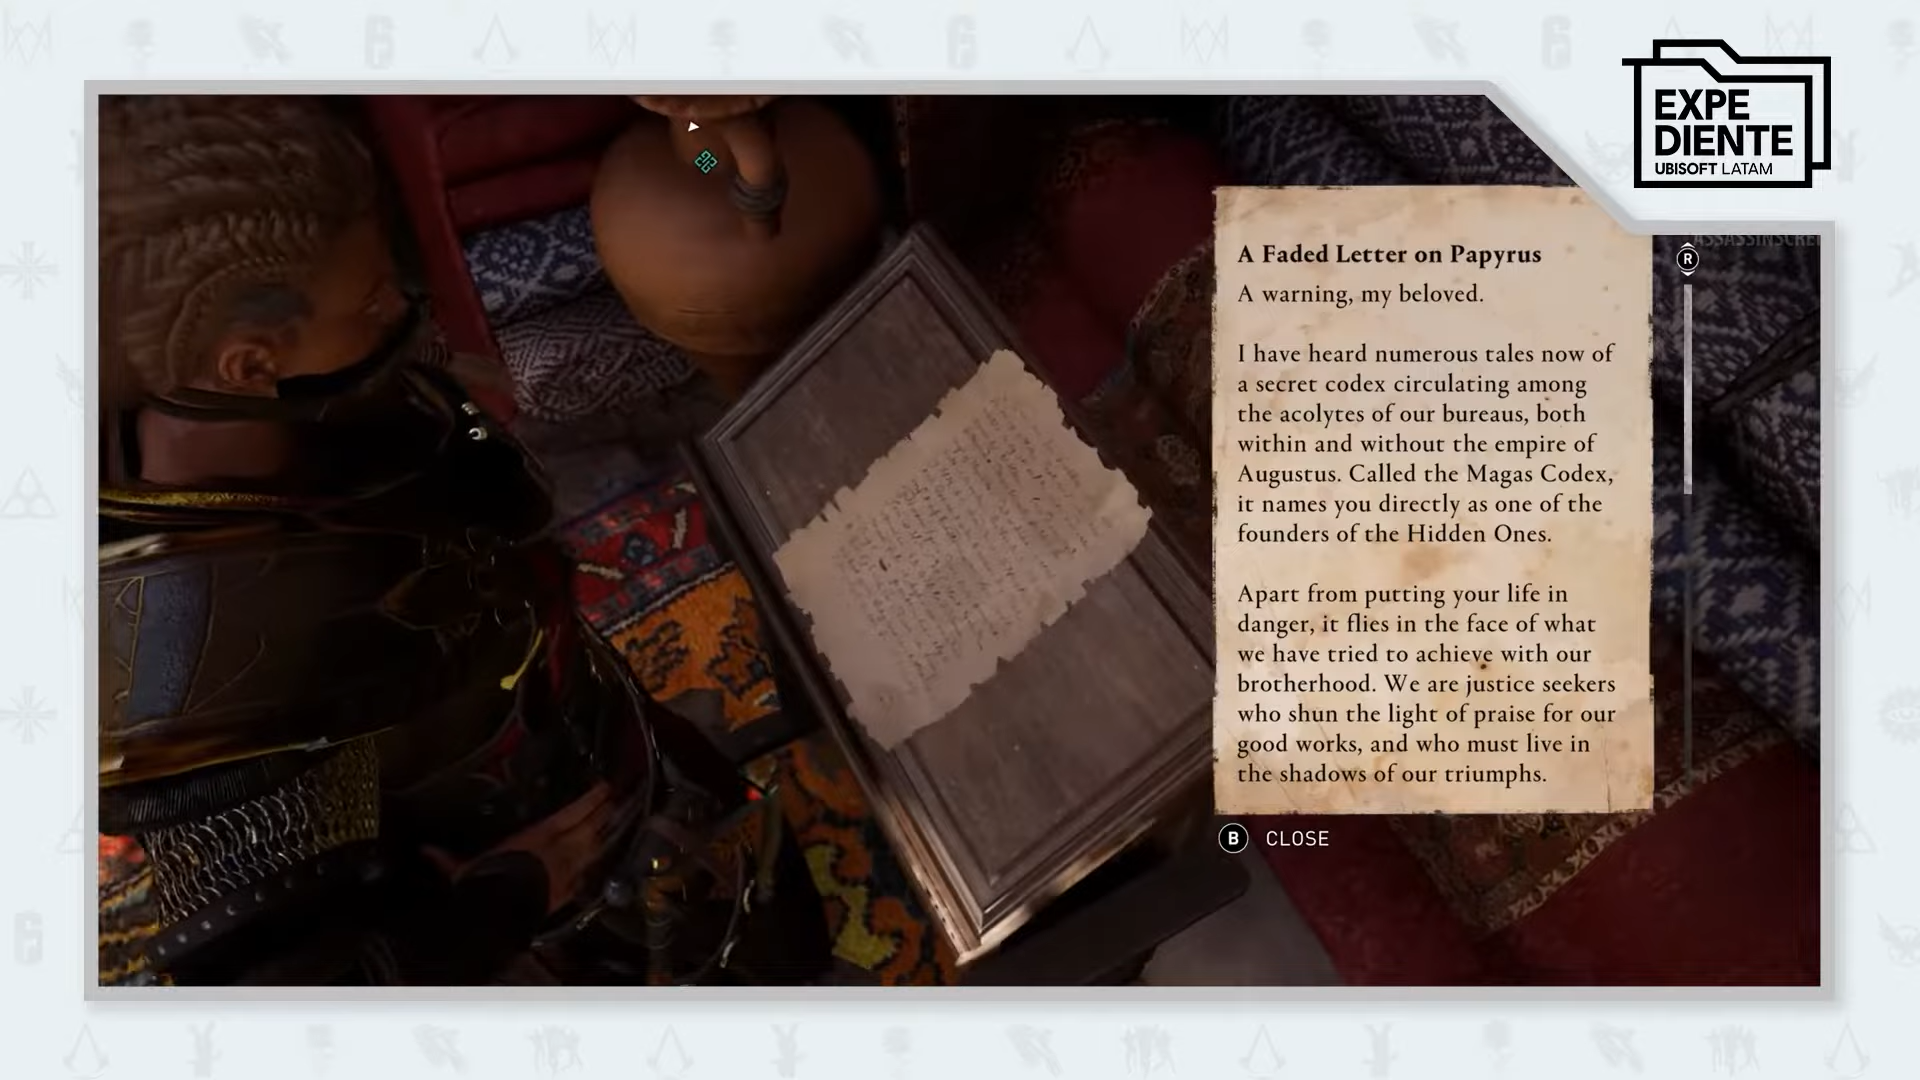 EXPE
DIENTE
UBISOFT LATAM
ASSASSINSCREE
R
A Faded Letter on Papyrus
A warning, my beloved.
I have heard numerous tales now of
a secret codex circulating among
the acolytes of our bureaus, both
within and without the empire of
Augustus. Called the Magas Codex,
it names you directly as one of the
founders of the Hidden Ones.
Apart from putting your life in
danger, it flies in the face of what
we have tried to achieve with our
brotherhood. We are justice seekers
who shun the light of praise for our
good works, and who must live in
the shadows of our triumphs.
B CLOSE